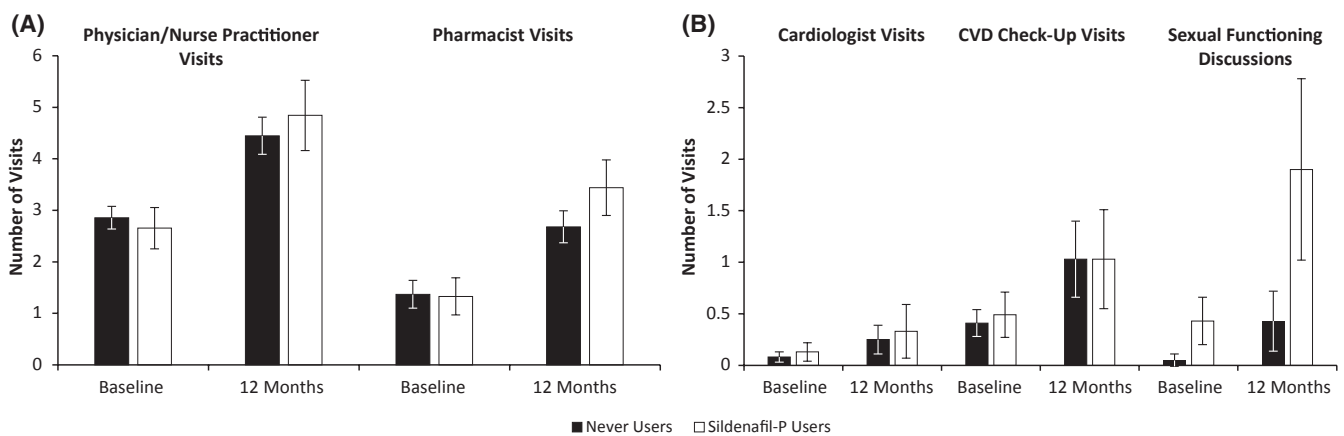 (A)
Physician/Nurse Practitioner
Visits
Pharmacist Visits
Number of Visits
6
5
4
3
2
1
0
Baseline
12 Months
Baseline
12 Months
(B)
Cardiologist Visits
CVD Check-Up Visits
Sexual Functioning
Discussions
Number of Visits
3
2.5
2
1.5
1
0.5
0
Baseline
12 Months
Baseline
12 Months
Baseline
12 Months
Never Users
Sildenafil-P Users